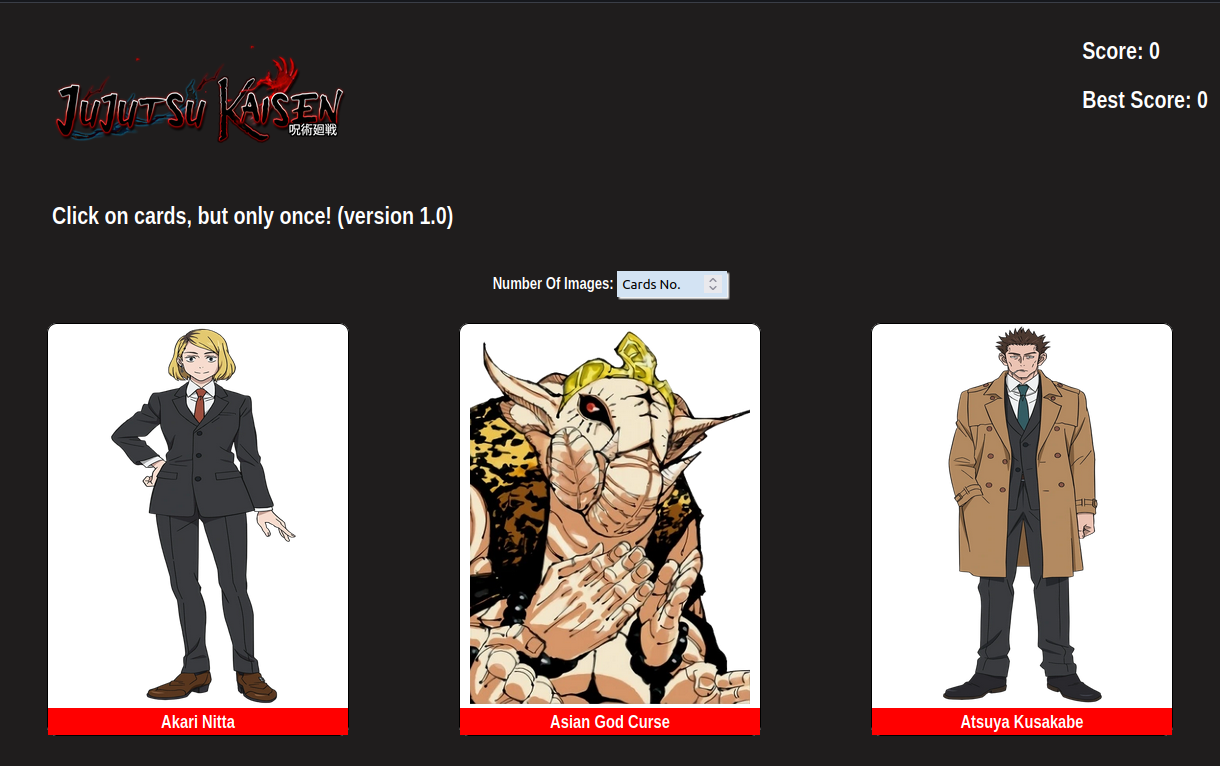 JUJUTSU KAISEN
呪術廻戦
Score: 0
Best Score: 0
Click on cards, but only once! (version 1.0)
Number Of Images: Cards No.
Akari Nitta
Asian God Curse
Atsuya Kusakabe